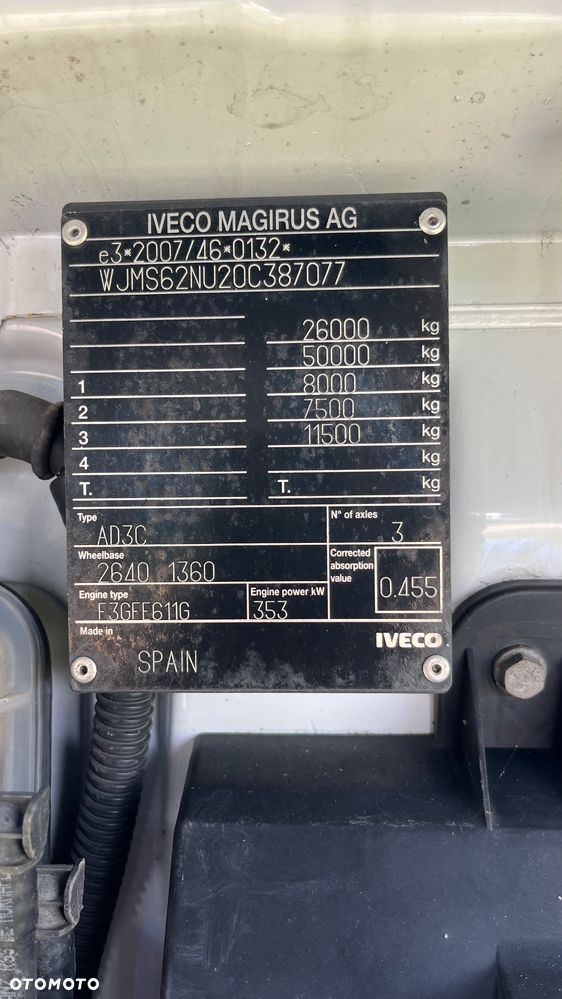 IVECO MAGIRUS AG
e3*2007/46*0132*
WJMS62NU20C387077
26000 kg
50000 kg
1 8000 kg
2 7500 kg
3 11500 kg
4 kg
T. T. kg
Type N° of axles
AD3C 3
Wheelbase Corrected absorption value
2640 1360 0.455
Engine type Engine power kW
F3GFE611G 353
Made in IVECO
SPAIN
OTOMOTO